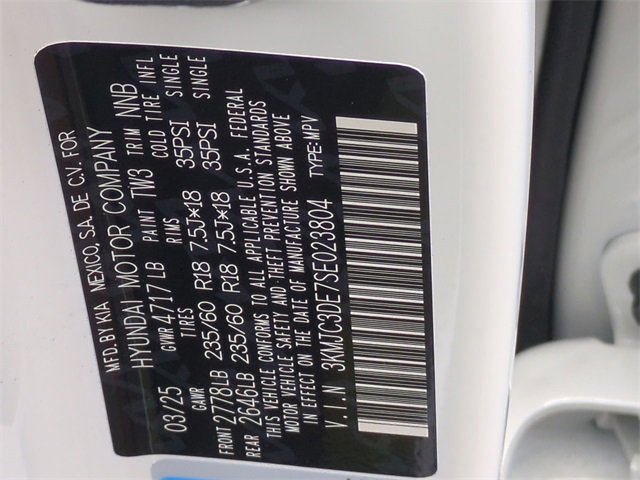 MFD.BY KIA MEXICO, S.A. DE C.V. FOR
HYUNDAI MOTOR COMPANY
03/25 GVWR 4717 LB PAINT TW3 TRIM NNB
GAWR TIRES RIMS COLD TIRE INFL
FRONT 2778LB 235/60 R18 7.5J*18 35PSI SINGLE
REAR 2646LB 235/60 R18 7.5J*18 35PSI SINGLE
THIS VEHICLE CONFORMS TO ALL APPLICABLE U.S.A. FEDERAL
MOTOR VEHICLE SAFETY AND THEFT PREVENTION STANDARDS
IN EFFECT ON THE DATE OF MANUFACTURE SHOWN ABOVE
V.I.N 3KMJC3DE7SE023804 TYPE:MPV